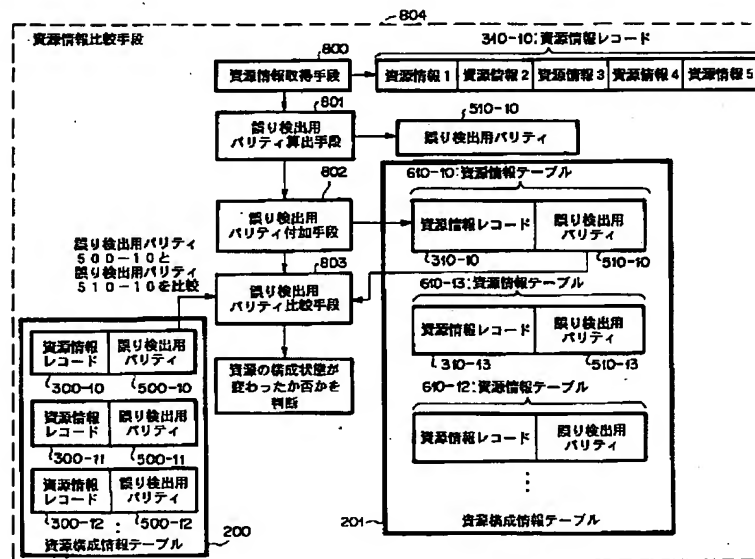 804
資源情報比較手段
800
310-10:資源情報レコード
資源情報取得手段
資源情報1 資源情報2 資源情報3 資源情報4 資源情報5
801
510-10
誤り検出用
パリティ算出手段
誤り検出用パリティ
802
610-10:資源情報テーブル
誤り検出用
パリティ付加手段
資源情報レコード
誤り検出用
パリティ
310-10
510-10
誤り検出用パリティ
500-10と
誤り検出用パリティ
510-10を比較
803
誤り検出用
パリティ比較手段
610-13:資源情報テーブル
資源情報レコード
誤り検出用
パリティ
310-13
510-13
資源の構成状態が
変わったか否かを
判断
資源情報
レコード
誤り検出用
パリティ
300-10
500-10
610-12:資源情報テーブル
資源情報レコード
誤り検出用
パリティ
資源情報
レコード
誤り検出用
パリティ
300-11
500-11
資源情報
レコード
誤り検出用
パリティ
300-12
500-12
200
資源構成情報テーブル
201
資源構成情報テーブル